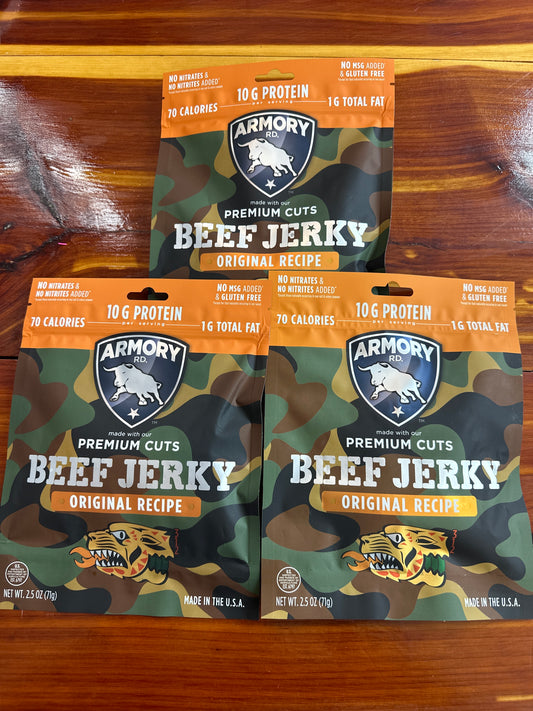 NO NITRATES &
NO NITRITES ADDED*
NO MSG ADDED*
& GLUTEN FREE
10 G PROTEIN
per serving
70 CALORIES
1 G TOTAL FAT
ARMORY
RD.
made with our
PREMIUM CUTS
BEEF JERKY
ORIGINAL RECIPE
NO NITRATES &
NO NITRITES ADDED*
NO MSG ADDED*
& GLUTEN FREE
10 G PROTEIN
per serving
70 CALORIES
1 G TOTAL FAT
ARMORY
RD.
TM
made with our
PREMIUM CUTS
BEEF JERKY
ORIGINAL RECIPE
NET WT. 2.5 OZ (71g)
MADE IN THE U.S.A.
NO NITRATES &
NO NITRITES ADDED*
NO MSG ADDED*
& GLUTEN FREE
10 G PROTEIN
per serving
70 CALORIES
1 G TOTAL FAT
ARMORY
RD.
TM
made with our
PREMIUM CUTS
BEEF JERKY
ORIGINAL RECIPE
NET WT. 2.5 OZ (71g)
MADE IN THE U.S.A.